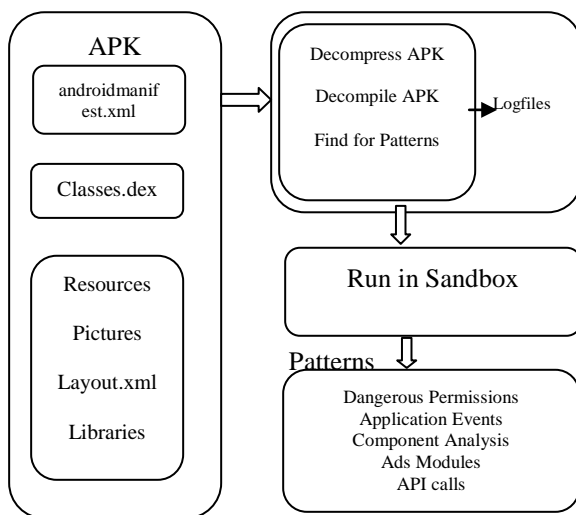 APK
androidmanif
est.xml
Classes.dex
Resources
Pictures
Layout.xml
Libraries
Decompress APK
Decompile APK
Find for Patterns
Logfiles
Run in Sandbox
Patterns
Dangerous Permissions
Application Events
Component Analysis
Ads Modules
API calls